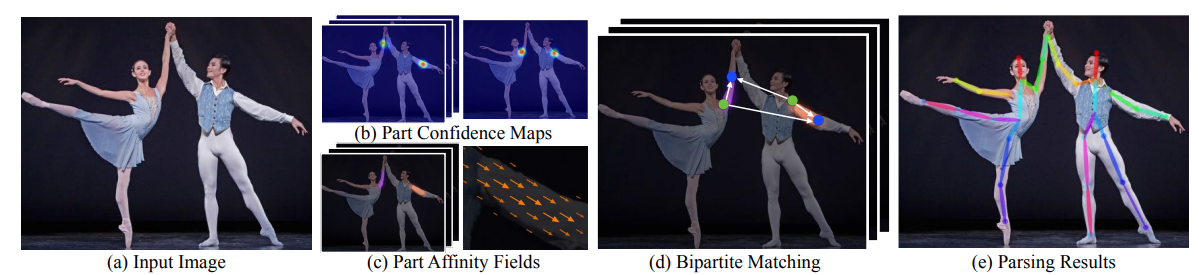 (a) Input Image
(b) Part Confidence Maps
(c) Part Affinity Fields
(d) Bipartite Matching
(e) Parsing Results